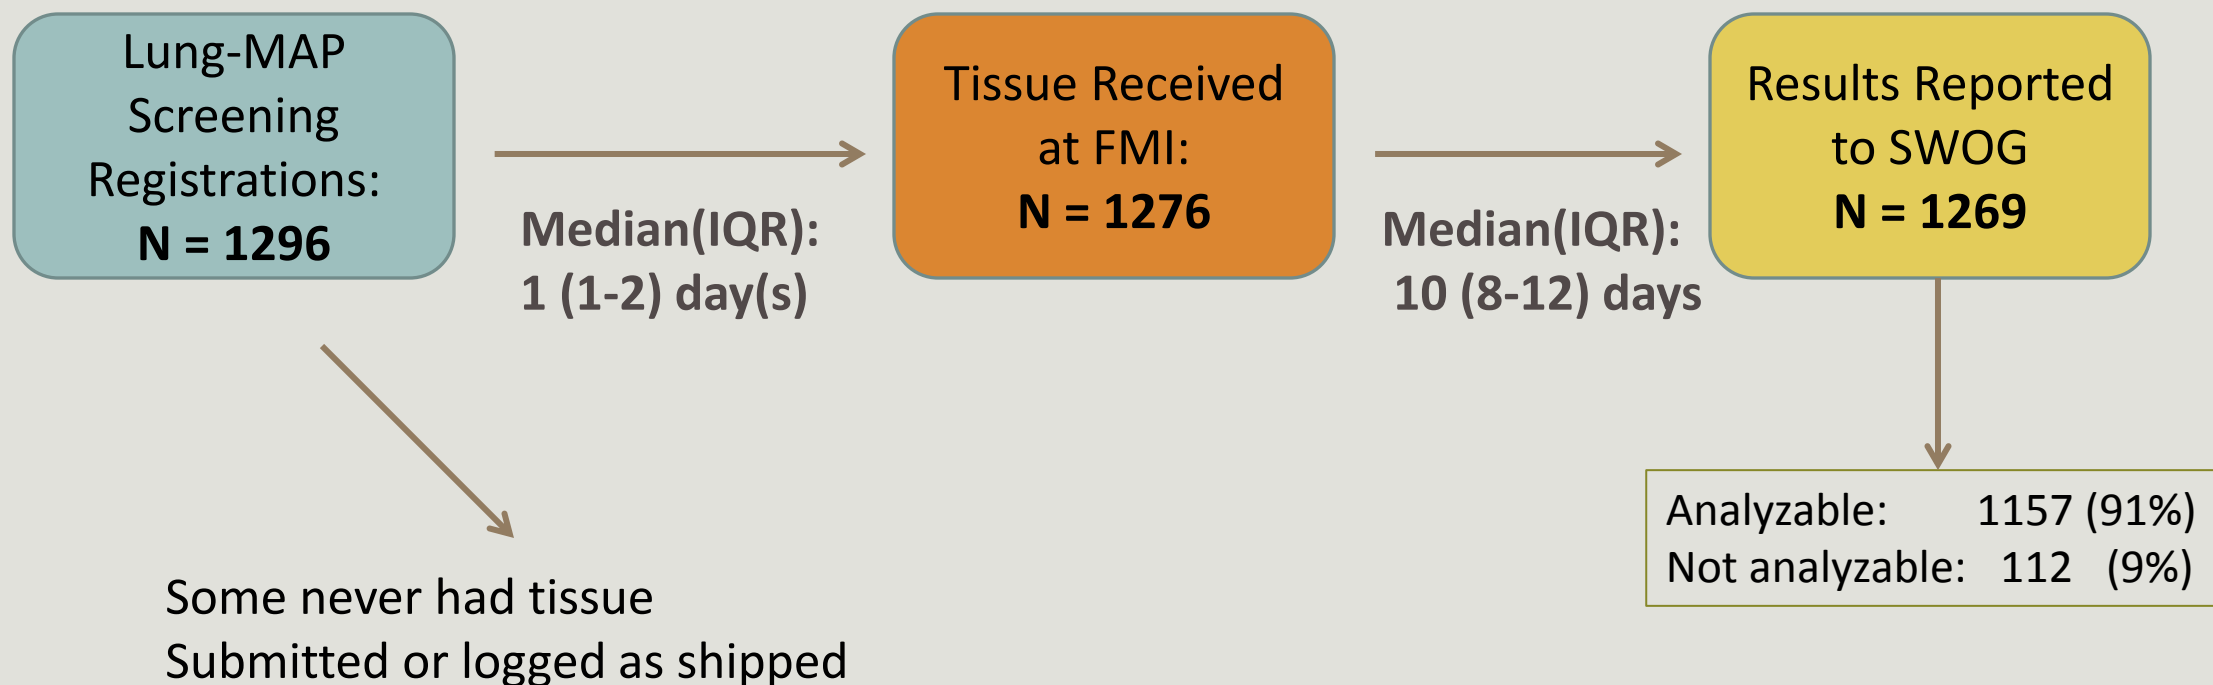 Lung-MAP
Screening
Registrations:
N = 1296
Median(IQR):
1 (1-2) day(s)
Tissue Received
at FMI:
N = 1276
Median(IQR):
10 (8-12) days
Results Reported
to SWOG
N = 1269
Analyzable: 1157 (91%)
Not analyzable: 112 (9%)
Some never had tissue
Submitted or logged as shipped